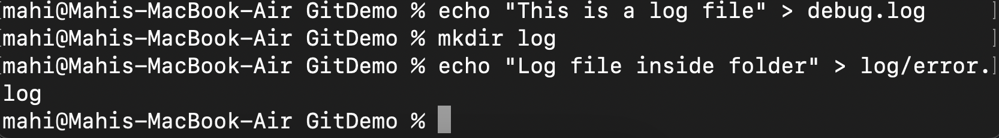 mahi@Mahis-MacBook-Air GitDemo % echo "This is a log file" > debug.log
mahi@Mahis-MacBook-Air GitDemo % mkdir log
mahi@Mahis-MacBook-Air GitDemo % echo "Log file inside folder" > log/error.
log
mahi@Mahis-MacBook-Air GitDemo %